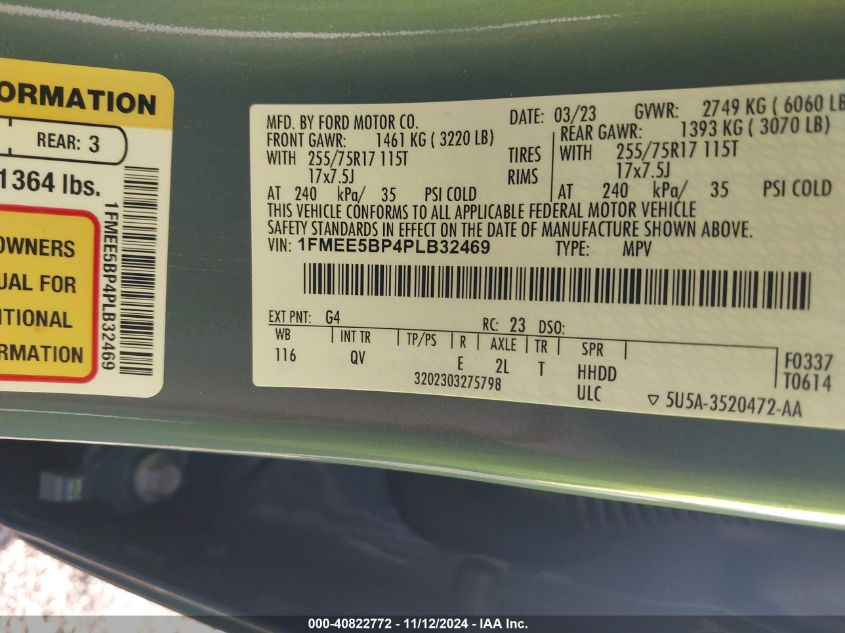 ORMATION
REAR: 3
1364 lbs.
OWNERS
UAL FOR
ITIONAL
RMATION
1FMEE5BP4PLB32469
MFD. BY FORD MOTOR CO. DATE: 03/23 GVWR: 2749 KG ( 6060 LB
FRONT GAWR: 1461 KG ( 3220 LB) REAR GAWR: 1393 KG ( 3070 LB)
WITH 255/75R17 115T TIRES WITH 255/75R17 115T
17x7.5J RIMS 17x7.5J
AT 240 kPa/ 35 PSI COLD AT 240 kPa/ 35 PSI COLD
THIS VEHICLE CONFORMS TO ALL APPLICABLE FEDERAL MOTOR VEHICLE
SAFETY STANDARDS IN EFFECT ON THE DATE OF MANUFACTURE SHOWN ABOVE.
VIN: 1FMEE5BP4PLB32469 TYPE: MPV
EXT PNT: G4 RC: 23 DSO:
WB INT TR TP/PS R AXLE TR SPR
116 QV E 2L T HHDD F0337
3202303275798 ULC T0614
5U5A-3520472-AA
000-40822772 - 11/12/2024 - IAA Inc.